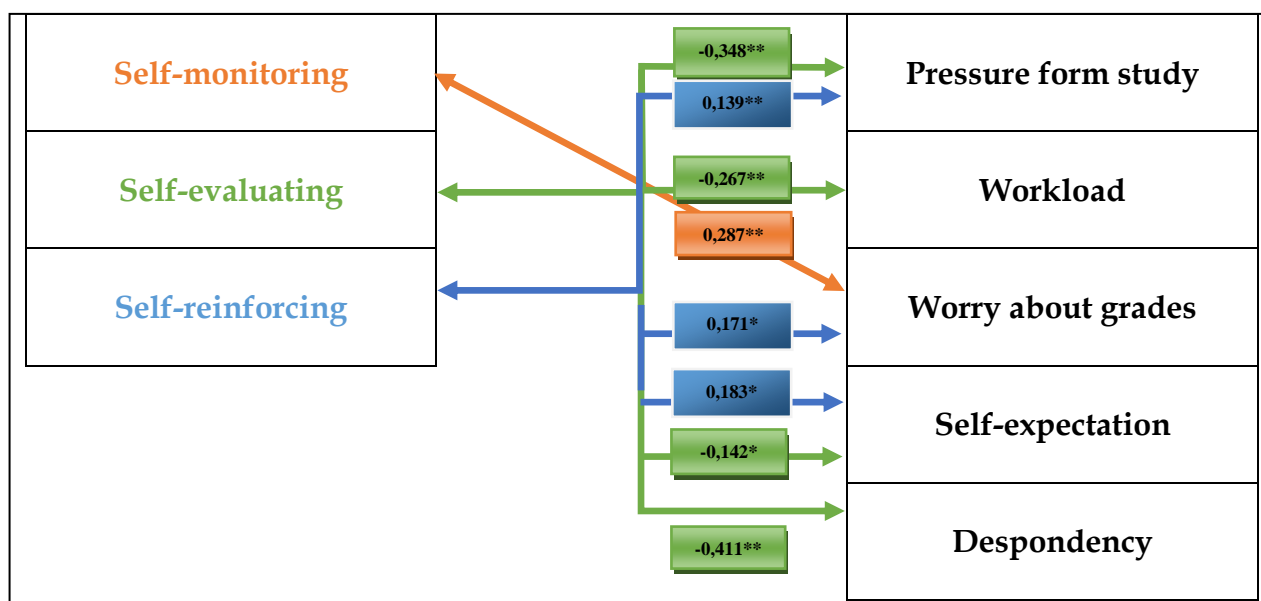 Self-monitoring
Self-evaluating
Self-reinforcing
-0,348**
0,139**
-0,267**
0,287**
0,171*
0,183*
-0,142*
-0,411**
Pressure form study
Workload
Worry about grades
Self-expectation
Despondency